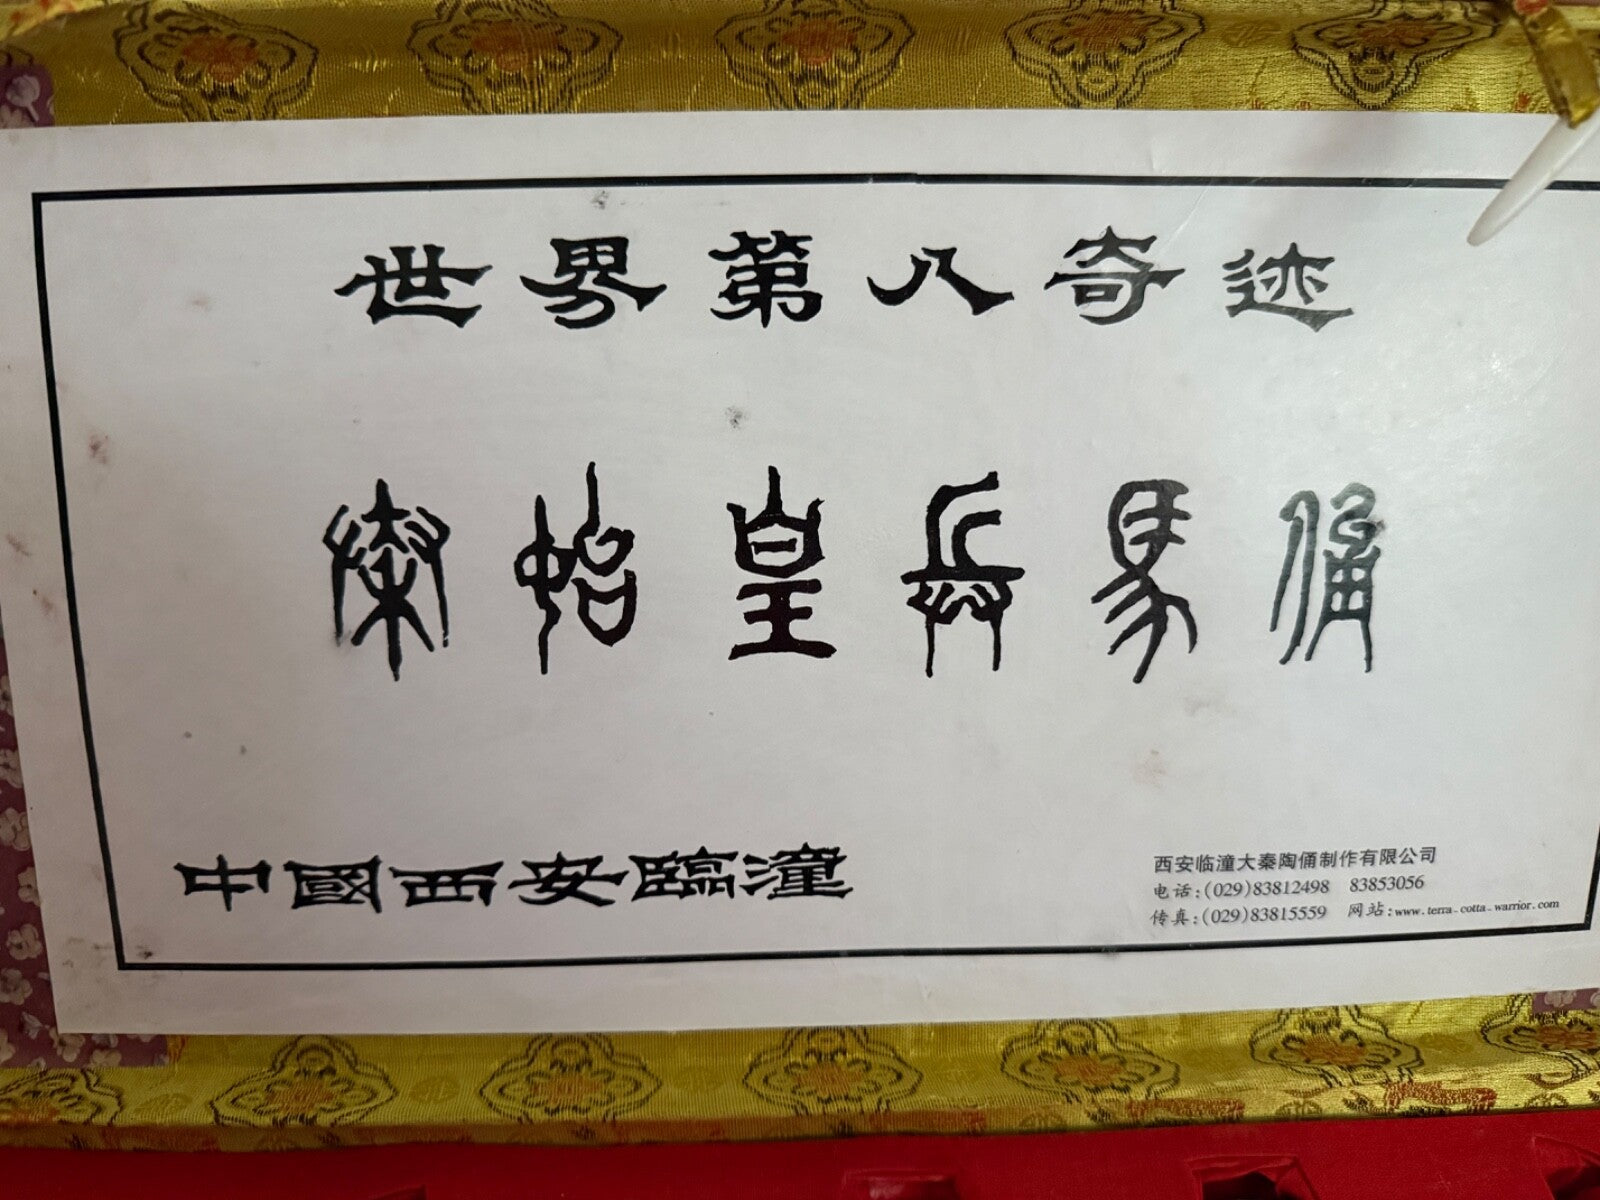 世界第八奇迹
秦始皇兵馬俑
中國西安臨潼
西安临潼大秦陶俑制作有限公司
电话:(029)83812498 83853056
传真:(029)83815559 网站:www.terra-cotta-warrior.com